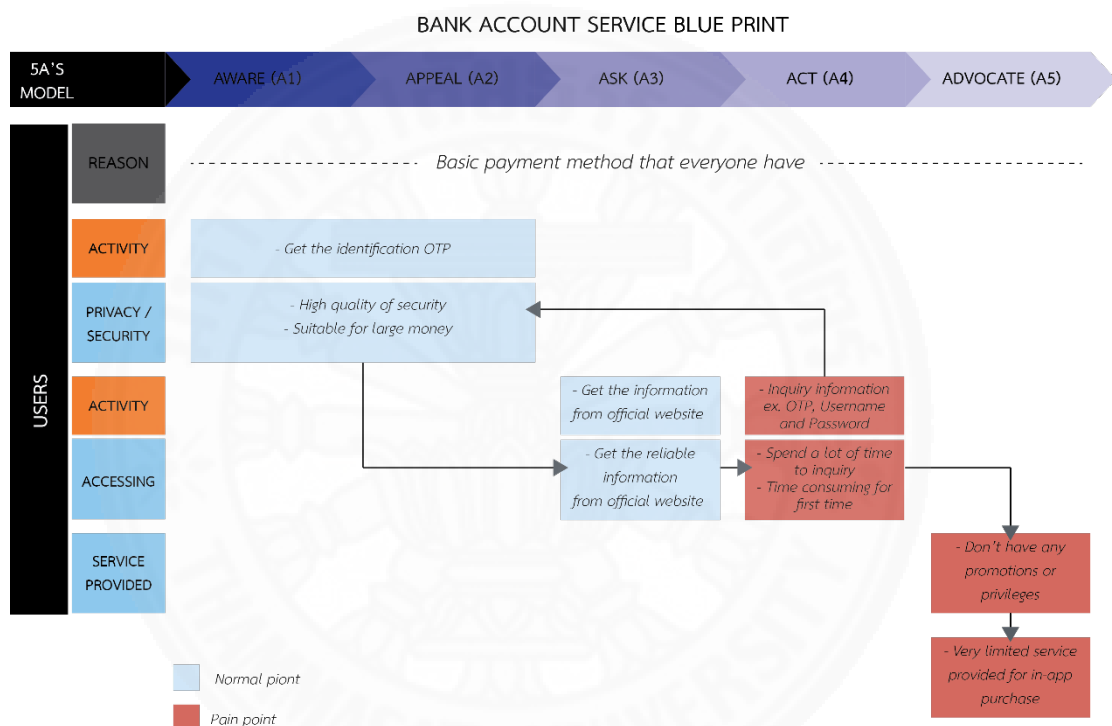 BANK ACCOUNT SERVICE BLUE PRINT
5A'S
MODEL
AWARE (A1)
APPEAL (A2)
ASK (A3)
ACT (A4)
ADVOCATE (A5)
USERS
REASON
Basic payment method that everyone have
ACTIVITY
- Get the identification OTP
PRIVACY /
SECURITY
- High quality of security
- Suitable for large money
ACTIVITY
- Get the information
from official website
- Inquiry information
ex. OTP, Username
and Password
ACCESSING
- Get the reliable
information
from official website
- Spend a lot of time
to inquiry
- Time consuming for
first time
SERVICE
PROVIDED
- Don't have any
promotions or
privileges
- Very limited service
provided for in-app
purchase
Normal piont
Pain point